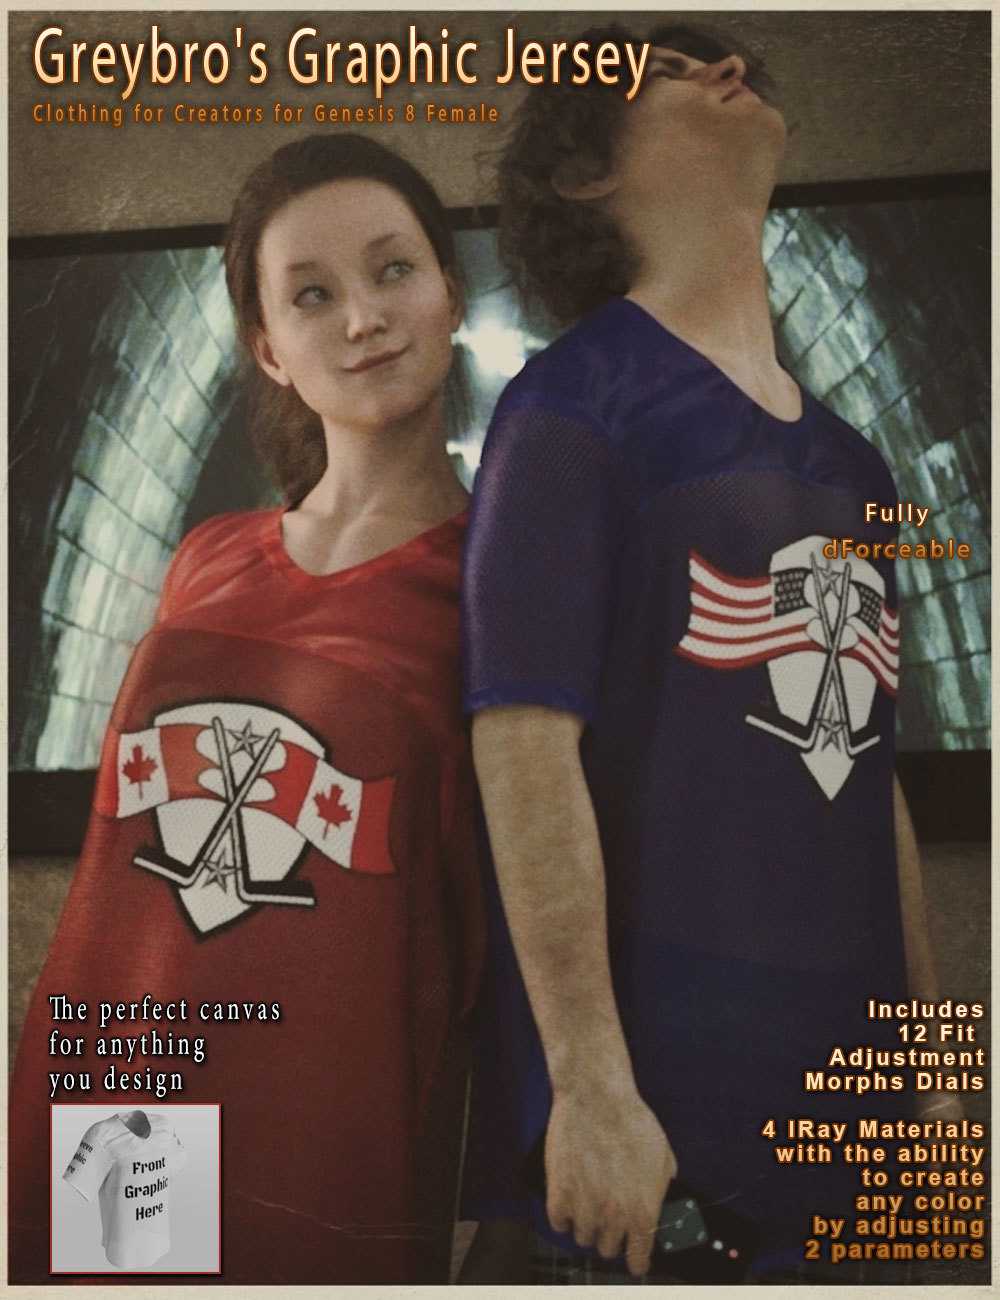 Greybro's Graphic Jersey
Clothing for Creators for Genesis 8 Female
Fully
dForceable
The perfect canvas
for anything
you design
Front
Graphic
Here
Includes
12 Fit
Adjustment
Morphs Dials
4 IRay Materials
with the ability
to create
any color
by adjusting
2 parameters